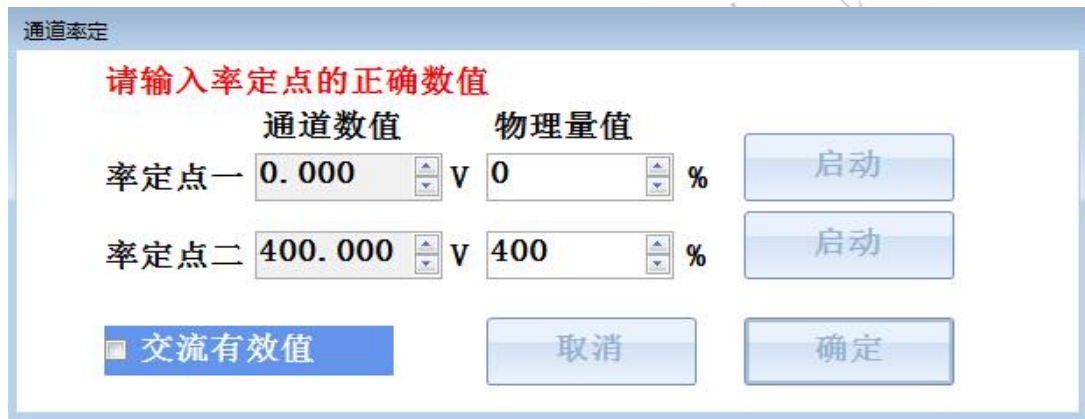 通道率定
请输入率定点的正确数值
通道数值 物理量值
率定点一 0.000 V 0 % 启动
率定点二 400.000 V 400 % 启动
交流有效值 取消 确定